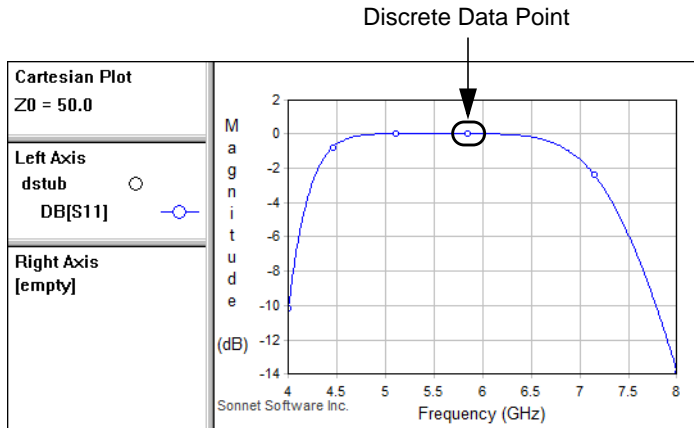 Discrete Data Point
Cartesian Plot
Z0 = 50.0
Left Axis
dstub
DB[S11]
Right Axis
[empty]
Magnitude
(dB)
2
0
-2
-4
-6
-8
-10
-12
-14
4 4.5 5 5.5 6 6.5 7 7.5 8
Sonnet Software Inc.
Frequency (GHz)